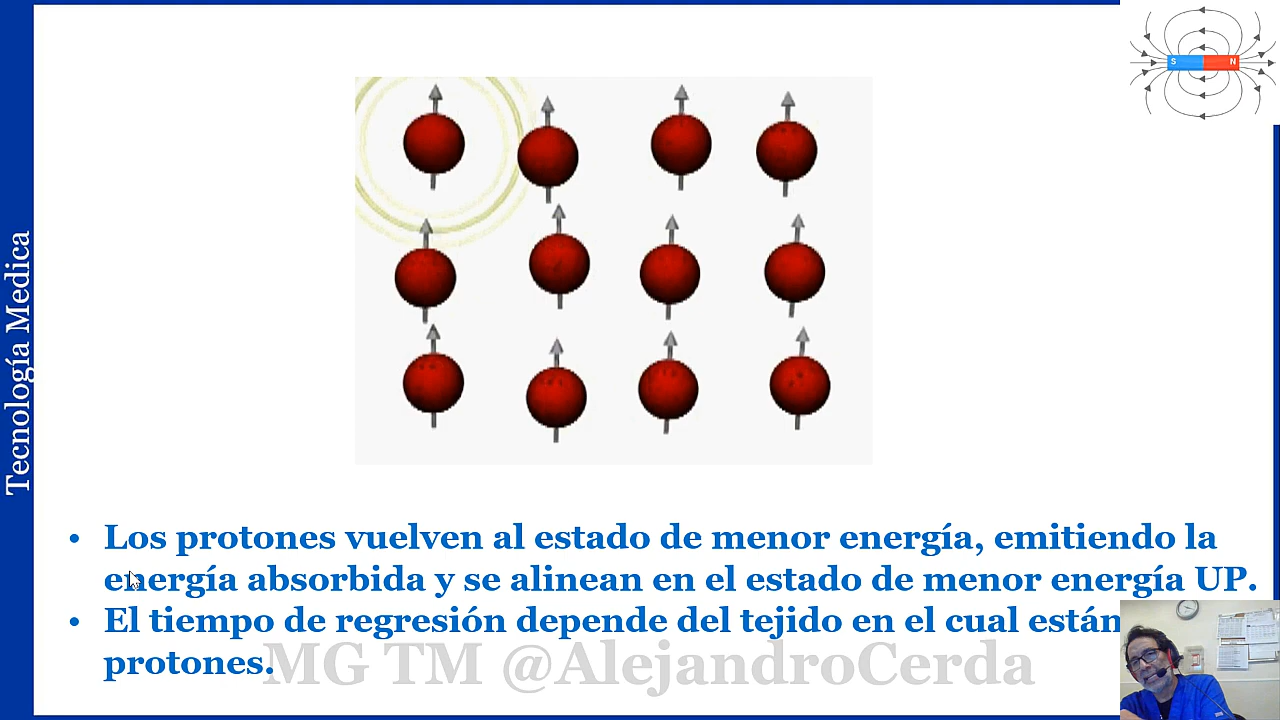 S N
Tecnología Medica
Los protones vuelven al estado de menor energía, emitiendo la
energía absorbida y se alinean en el estado de menor energía UP.
El tiempo de regresión depende del tejido en el cual están
protones.
MG TM @AlejandroCerda